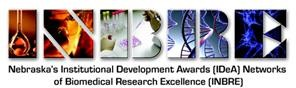 INBRE
Nebraska's Institutional Development Awards (IDeA) Networks
of Biomedical Research Excellence (INBRE)